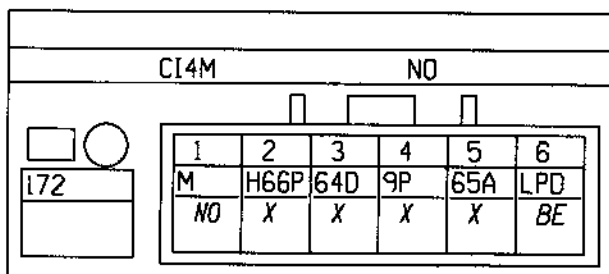 CI4M NO
172
1 2 3 4 5 6
M H66P 64D 9P 65A LPD
NO X X X X BE